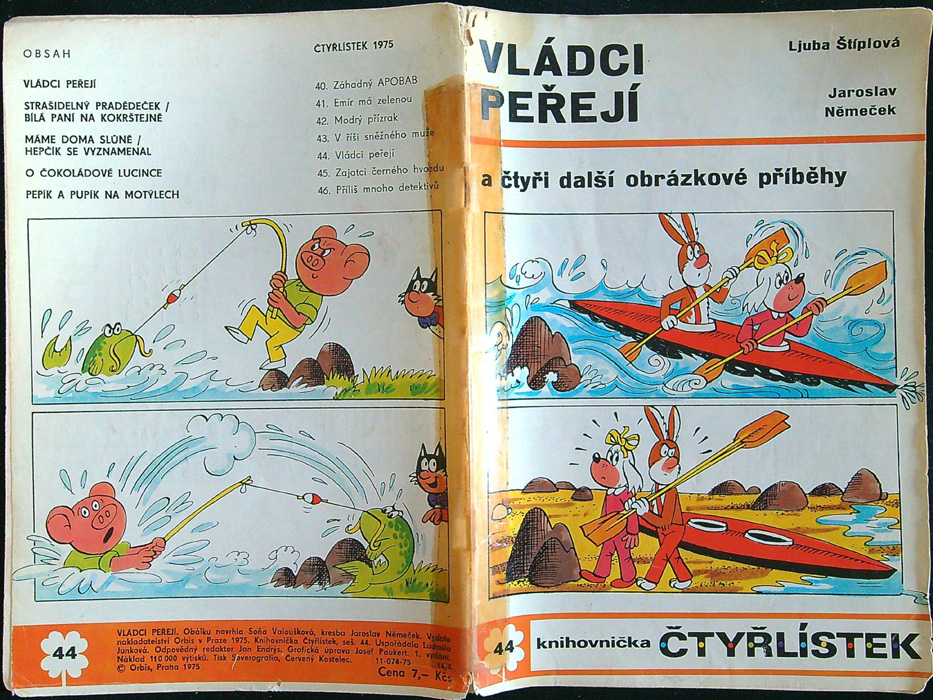 OBSAH
VLÁDCI PEŘEJÍ
STRAŠIDELNÝ PRADĚDEČEK /
BÍLÁ PANÍ NA KOKRŠTEJNĚ
MÁME DOMA SLŮNĚ /
HEPČÍK SE VYZNAMENAL
O ČOKOLÁDOVÉ LUCINCE
PEPÍK A PUPÍK NA MOTÝLECH
ČTYŘLÍSTEK 1975
40. Záhadný APOBAB
41. Emír má zelenou
42. Modrý přízrak
43. V říši sněžného muže
44. Vládci peřejí
45. Zajatci černého hvozdu
46. Příliš mnoho detektivů
44
VLÁDCI PEŘEJÍ. Obálku navrhla Soňa Valoušková, kresba Jaroslav Němeček. Vydalo
nakladatelství Orbis v Praze 1975. Knihovnička Čtyřlístek, seš. 44. Uspořádala Ludmila
Junková. Odpovědný redaktor Jan Endrýs, Grafická úprava Josef Paukert. 1. vydání.
Náklad 110 000 výtisků. Tisk Severografia, Červený Kostelec. 11-074-75
© Orbis, Praha 1975
Cena 7,– Kčs
VLÁDCI
PEŘEJÍ
Ljuba Štíplová
Jaroslav
Němeček
a čtyři další obrázkové příběhy
44
knihovnička ČTYŘLÍSTEK